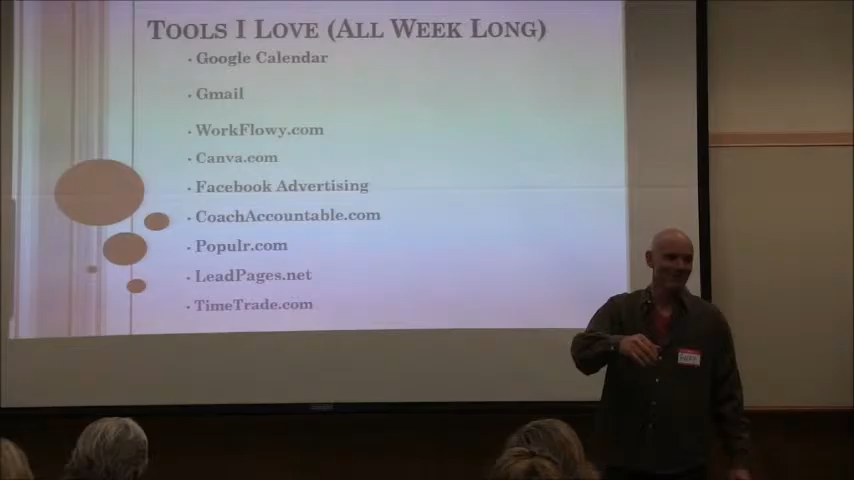 TOOLS I LOVE (ALL WEEK LONG)
• Google Calendar
• Gmail
• WorkFlowy.com
• Canva.com
• Facebook Advertising
• CoachAccountable.com
• Populr.com
• LeadPages.net
• TimeTrade.com